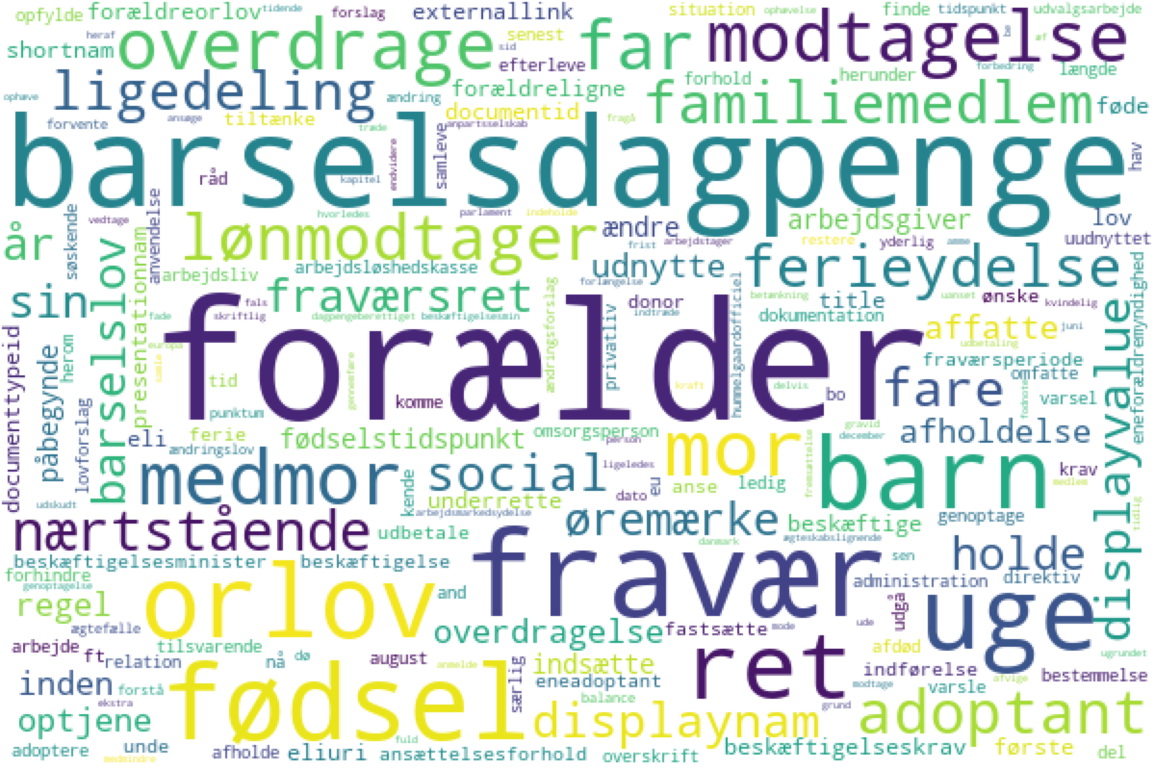 opfylde forældreorlov tidende forslag externallink situation ophævelse finde tidspunkt udvalgsarbejde
shortnam heraf overdrage senest far modtagelse
efterleve sid længde
ligedeling forældreligne forhold herunder forbedring
ophæve ændring documentid familiemedlem føde
forvente ansøge tiltænke træde anpartsselskab fragå
barselsdagpenge
råd kapitel endvidere samleve hav
vedtage anvendelse hvorledes parlament indeholde arbejdsgiver lov
år søskende barselslov presentationnam lønmodtager ændre frist arbejdstager restere yderlig amme uudnyttet
arbejdsliv arbejdsløshedskasse forlængelse udnytte ferieydelse
sin fals fraværsret donor betænkning uanset title ønske kvindelig
fade skriftlig dagpengeberettiget beskæftigelsesmin indtræde dokumentation
documenttypeid herom europa samle forælder ændringsforslag privatliv hummelgaardofficiel affatte juni
gennemføre udbetaling fraværsperiode displayvalue eneforældremyndighed
påbegynde tid komme kraft delvis fare omfatte fodnote
lovforslag punktum bo varsel
eli ferie fødselstidspunkt omsorgsperson mor gravid december afholdelse
ændringslov person fremsættelse
medmor social ligeledes barn krav
udskudt kende underrette dato eu anse ledig medlem tidlig
nærtstående arbejdsmarkedsydelse øremærke beskæftige genoptage
udbetale danmark ægteskabslignende
beskæftigelsesminister beskæftigelse fravær sen holde
forhindre genoptagelse orlov and administration direktiv
regel udgå uge
ægtefælle overdragelse fastsætte mode ude
arbejde ft tilsvarende afdød ugrundet
relation nå dø august anmelde særlig indsætte ret indførelse bestemmelse
inden forstå fødsel eneadoptant afvige varsle
ekstra balance modtage
optjene displaynam grund adoptant
adoptere unde medmindre afholde eliuri fuld ansættelsesforhold overskrift beskæftigelseskrav første del